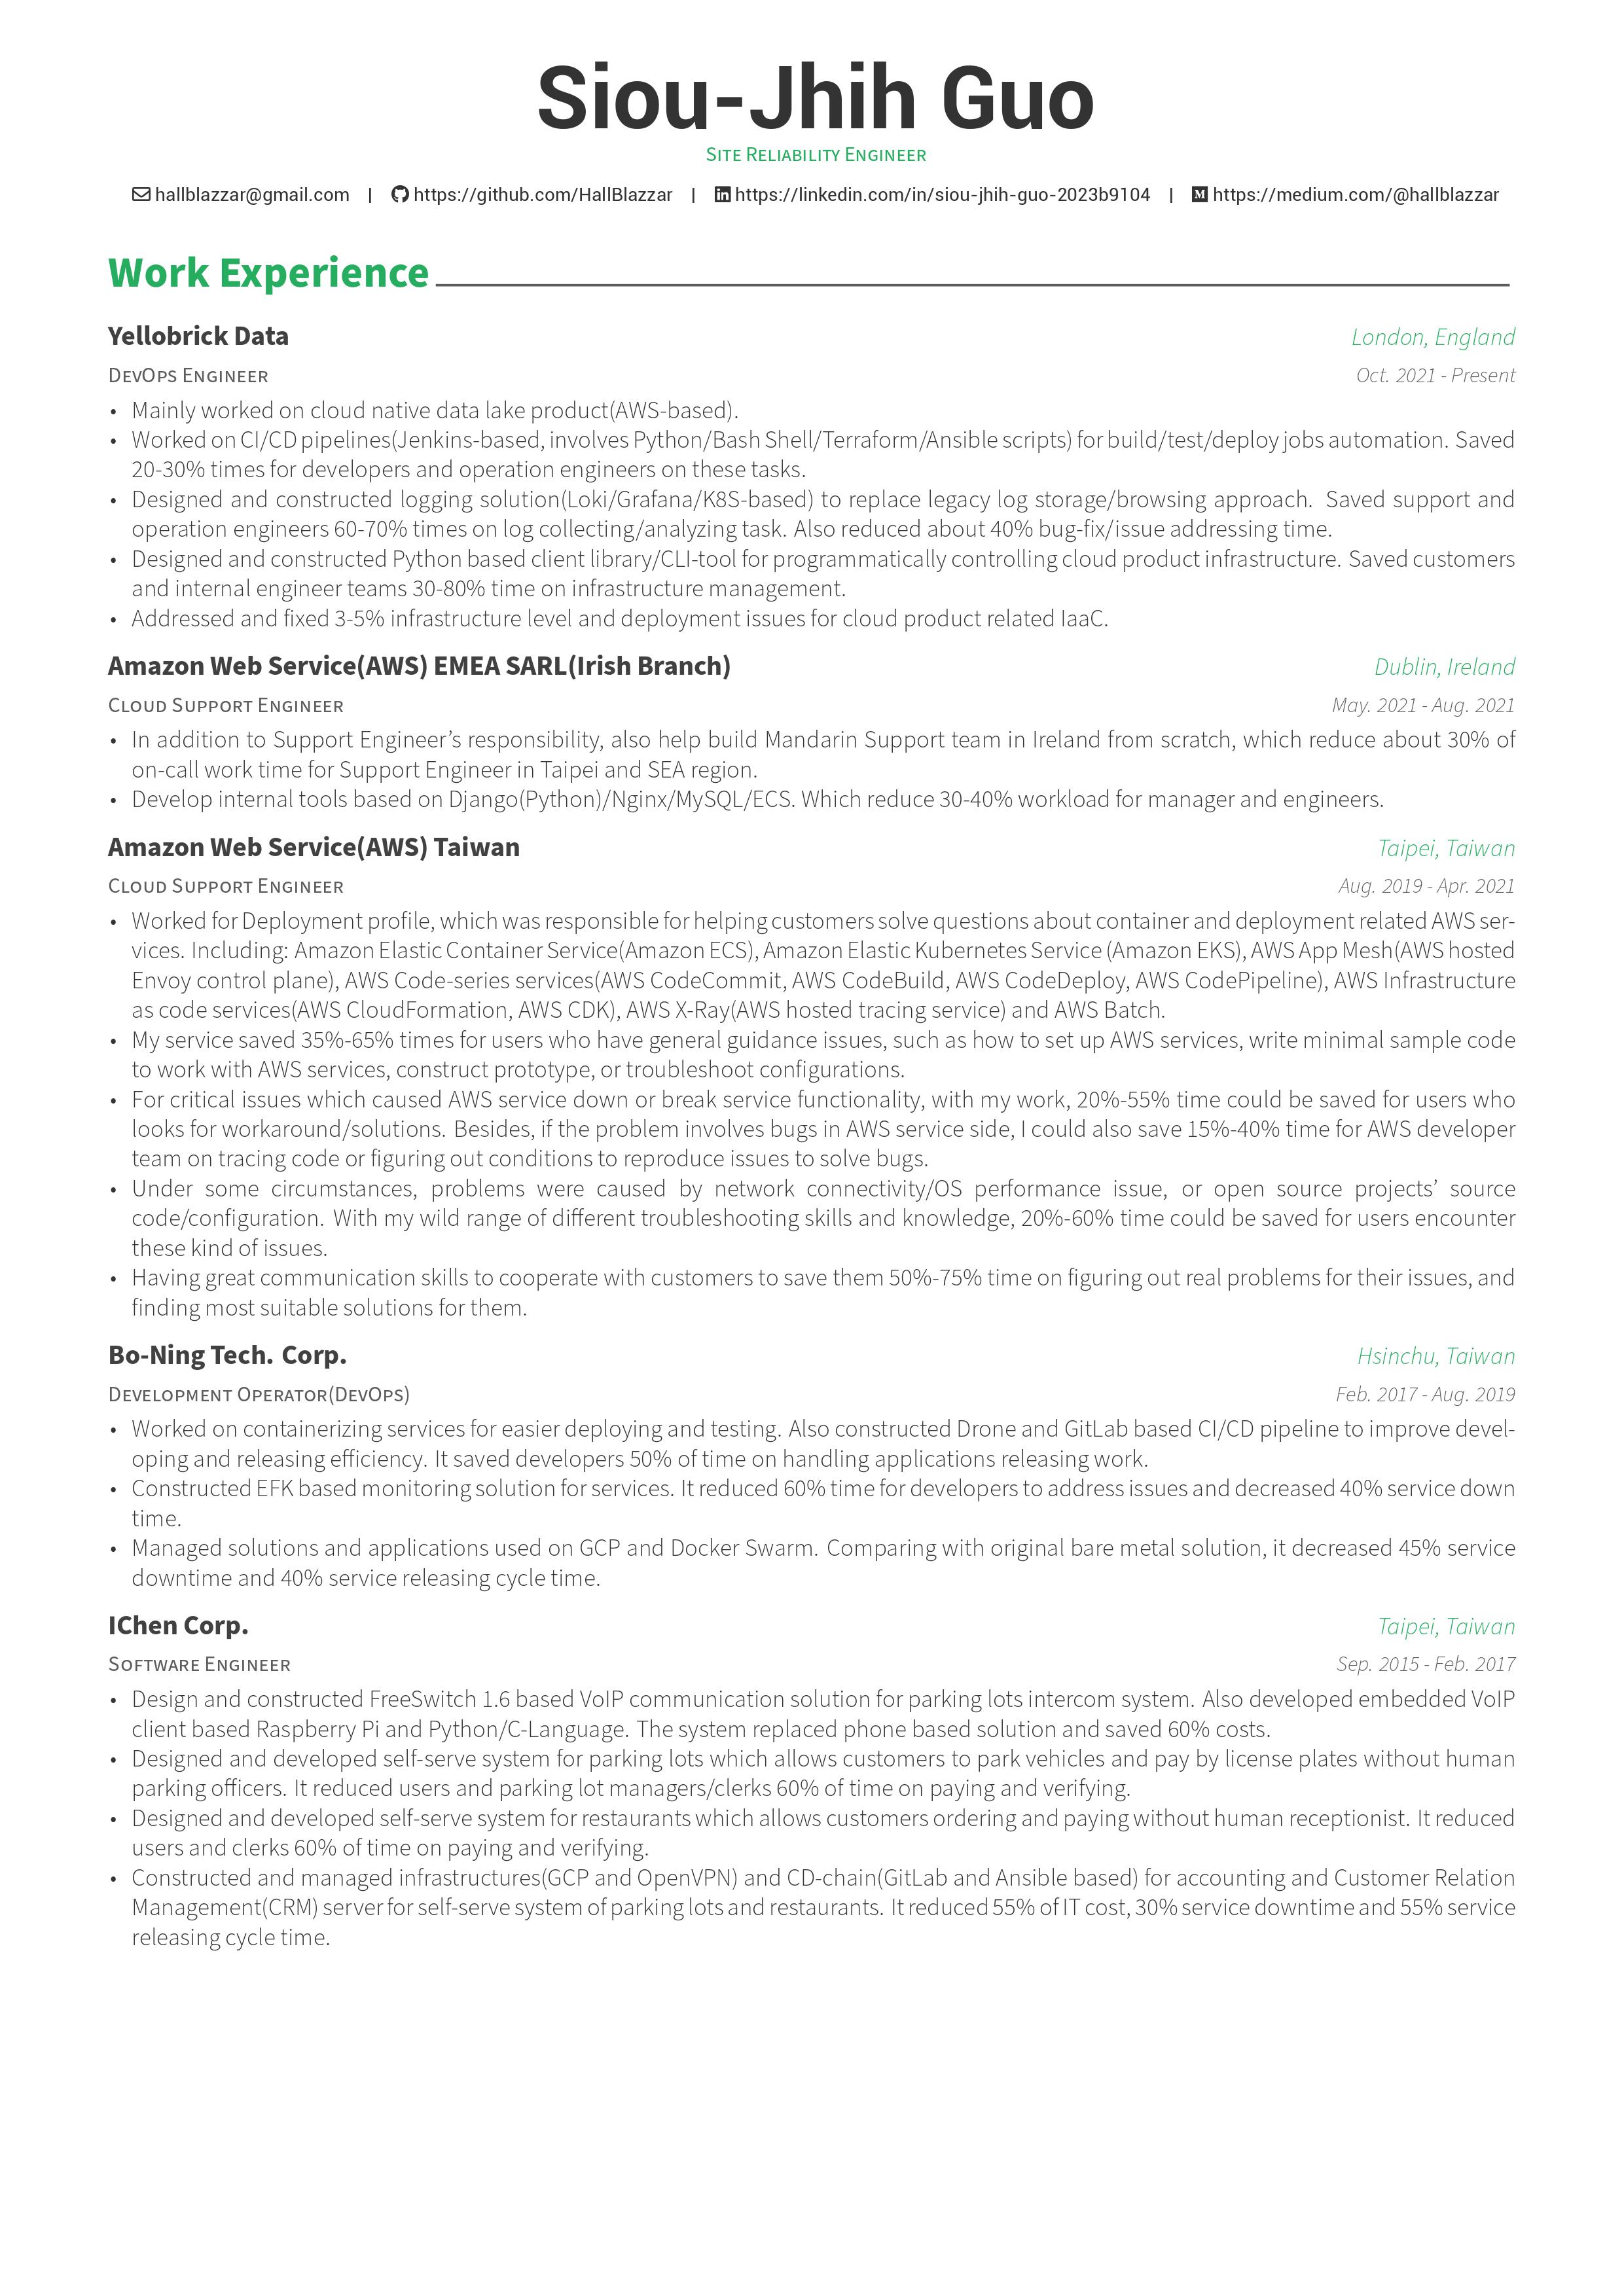 Siou-Jhih Guo
Site Reliability Engineer
hallblazzar@gmail.com | https://github.com/HallBlazzar | https://linkedin.com/in/siou-jhih-guo-2023b9104 | https://medium.com/@hallblazzar
Work Experience
Yellobrick Data London, England
DevOps Engineer Oct. 2021 - Present
• Mainly worked on cloud native data lake product(AWS-based).
• Worked on CI/CD pipelines(Jenkins-based, involves Python/Bash Shell/Terraform/Ansible scripts) for build/test/deploy jobs automation. Saved
20-30% times for developers and operation engineers on these tasks.
• Designed and constructed logging solution(Loki/Grafana/K8S-based) to replace legacy log storage/browsing approach. Saved support and
operation engineers 60-70% times on log collecting/analyzing task. Also reduced about 40% bug-fix/issue addressing time.
• Designed and constructed Python based client library/CLI-tool for programmatically controlling cloud product infrastructure. Saved customers
and internal engineer teams 30-80% time on infrastructure management.
• Addressed and fixed 3-5% infrastructure level and deployment issues for cloud product related IaaC.
Amazon Web Service(AWS) EMEA SARL(Irish Branch) Dublin, Ireland
Cloud Support Engineer May. 2021 - Aug. 2021
• In addition to Support Engineer’s responsibility, also help build Mandarin Support team in Ireland from scratch, which reduce about 30% of
on-call work time for Support Engineer in Taipei and SEA region.
• Develop internal tools based on Django(Python)/Nginx/MySQL/ECS. Which reduce 30-40% workload for manager and engineers.
Amazon Web Service(AWS) Taiwan Taipei, Taiwan
Cloud Support Engineer Aug. 2019 - Apr. 2021
• Worked for Deployment profile, which was responsible for helping customers solve questions about container and deployment related AWS ser-
vices. Including: Amazon Elastic Container Service(Amazon ECS), Amazon Elastic Kubernetes Service (Amazon EKS), AWS App Mesh(AWS hosted
Envoy control plane), AWS Code-series services(AWS CodeCommit, AWS CodeBuild, AWS CodeDeploy, AWS CodePipeline), AWS Infrastructure
as code services(AWS CloudFormation, AWS CDK), AWS X-Ray(AWS hosted tracing service) and AWS Batch.
• My service saved 35%-65% times for users who have general guidance issues, such as how to set up AWS services, write minimal sample code
to work with AWS services, construct prototype, or troubleshoot configurations.
• For critical issues which caused AWS service down or break service functionality, with my work, 20%-55% time could be saved for users who
looks for workaround/solutions. Besides, if the problem involves bugs in AWS service side, I could also save 15%-40% time for AWS developer
team on tracing code or figuring out conditions to reproduce issues to solve bugs.
• Under some circumstances, problems were caused by network connectivity/OS performance issue, or open source projects’ source
code/configuration. With my wild range of different troubleshooting skills and knowledge, 20%-60% time could be saved for users encounter
these kind of issues.
• Having great communication skills to cooperate with customers to save them 50%-75% time on figuring out real problems for their issues, and
finding most suitable solutions for them.
Bo-Ning Tech. Corp. Hsinchu, Taiwan
Development Operator(DevOps) Feb. 2017 - Aug. 2019
• Worked on containerizing services for easier deploying and testing. Also constructed Drone and GitLab based CI/CD pipeline to improve devel-
oping and releasing efficiency. It saved developers 50% of time on handling applications releasing work.
• Constructed EFK based monitoring solution for services. It reduced 60% time for developers to address issues and decreased 40% service down
time.
• Managed solutions and applications used on GCP and Docker Swarm. Comparing with original bare metal solution, it decreased 45% service
downtime and 40% service releasing cycle time.
IChen Corp. Taipei, Taiwan
Software Engineer Sep. 2015 - Feb. 2017
• Design and constructed FreeSwitch 1.6 based VoIP communication solution for parking lots intercom system. Also developed embedded VoIP
client based Raspberry Pi and Python/C-Language. The system replaced phone based solution and saved 60% costs.
• Designed and developed self-serve system for parking lots which allows customers to park vehicles and pay by license plates without human
parking officers. It reduced users and parking lot managers/clerks 60% of time on paying and verifying.
• Designed and developed self-serve system for restaurants which allows customers ordering and paying without human receptionist. It reduced
users and clerks 60% of time on paying and verifying.
• Constructed and managed infrastructures(GCP and OpenVPN) and CD-chain(GitLab and Ansible based) for accounting and Customer Relation
Management(CRM) server for self-serve system of parking lots and restaurants. It reduced 55% of IT cost, 30% service downtime and 55% service
releasing cycle time.